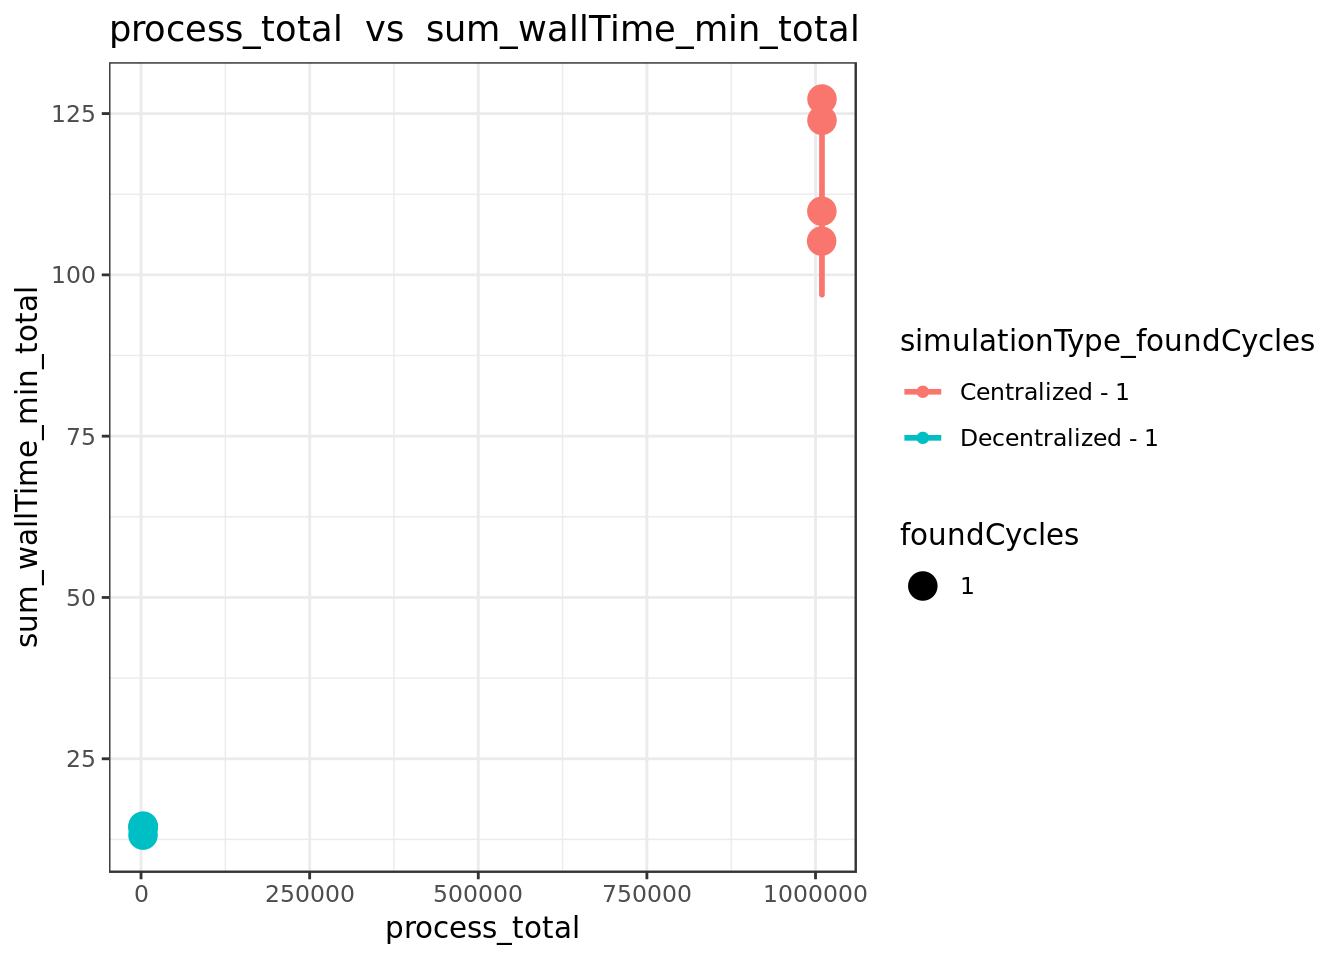 process_total vs sum_wallTime_min_total
sum_wallTime_min_total
125
100
75
50
25
0
250000
500000
750000
1000000
process_total
simulationType_foundCycles
Centralized - 1
Decentralized - 1
foundCycles
1